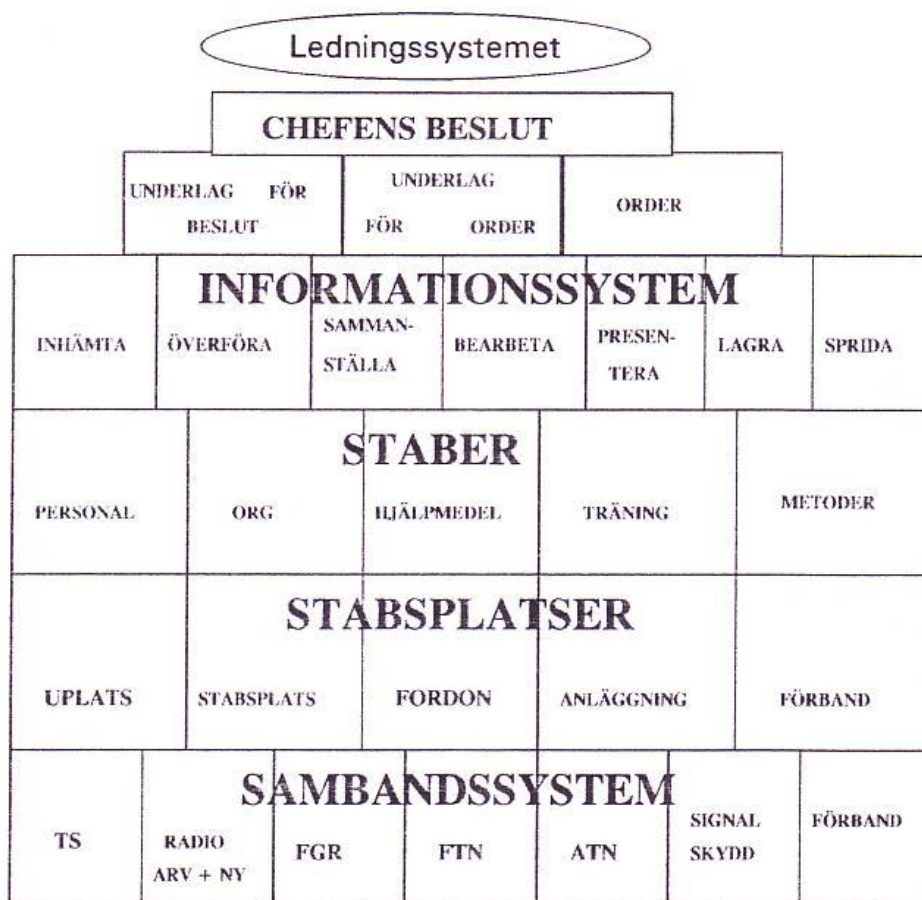 Ledningssystemet
CHEFENS BESLUT
UNDERLAG FÖR
BESLUT
UNDERLAG
FÖR ORDER
ORDER
INFORMATIONSSYSTEM
INHÄMTA
ÖVERFÖRA
SAMMAN-
STÄLLA
BEARBETA
PRESEN-
TERA
LAGRA
SPRIDA
STABER
PERSONAL
ORG
HJÄLPMEDEL
TRÄNING
METODER
STABSPLATSER
UPLATS
STABSPLATS
FORDON
ANLÄGGNING
FÖRBAND
SAMBANDSSYSTEM
TS
RADIO
ARV + NY
FGR
FTN
ATN
SIGNAL
SKYDD
FÖRBAND